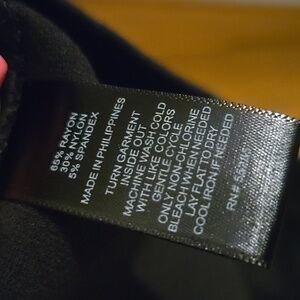 65% RAYON
30% NYLON
5% SPANDEX
MADE IN PHILIPPINES
TURN GARMENT
INSIDE OUT
MACHINE WASH COLD
WITH LIKE COLORS
GENTLE CYCLE
ONLY NON-CHLORINE
BLEACH WHEN NEEDED
LAY FLAT TO DRY
COOL IRON IF NEEDED
RN#